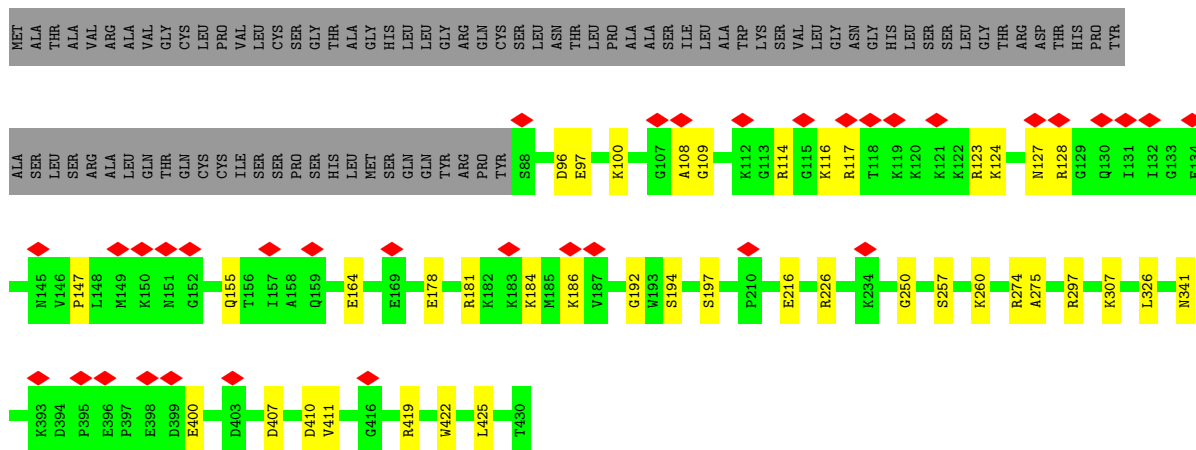 MET ALA THR ALA VAL ARG ALA VAL GLY CYS LEU PRO VAL LEU CYS SER GLY THR ALA GLY HIS LEU LEU GLY ARG GLN CYS SER LEU ASN THR LEU PRO ALA ALA SER ILE LEU ALA TRP LYS SER VAL LEU GLY ASN GLY HIS LEU SER SER LEU GLY THR ARG ASP THR HIS PRO TYR
ALA SER LEU SER ARG ALA LEU GLN THR GLN CYS CYS ILE SER SER PRO SER HIS LEU MET SER GLN GLN TYR ARG PRO TYR S88 D96 E97 K100 G107 A108 G109 K112 G113 R114 G115 K116 R117 T118 K119 K120 K121 K122 R123 K124 N127 R128 G129 Q130 I131 I132 G133
N145 V146 P147 L148 M149 K150 N151 G152 Q155 T156 I157 A158 Q159 E164 E169 E178 R181 K182 K183 K184 M185 K186 V187 G192 W193 S194 S197 P210 E216 R226 K234 G250 S257 K260 R274 A275 R297 K307 L326 N341
K393 D394 P395 E396 P397 E398 D399 E400 D403 D407 D410 V411 G416 R419 W422 L425 T430